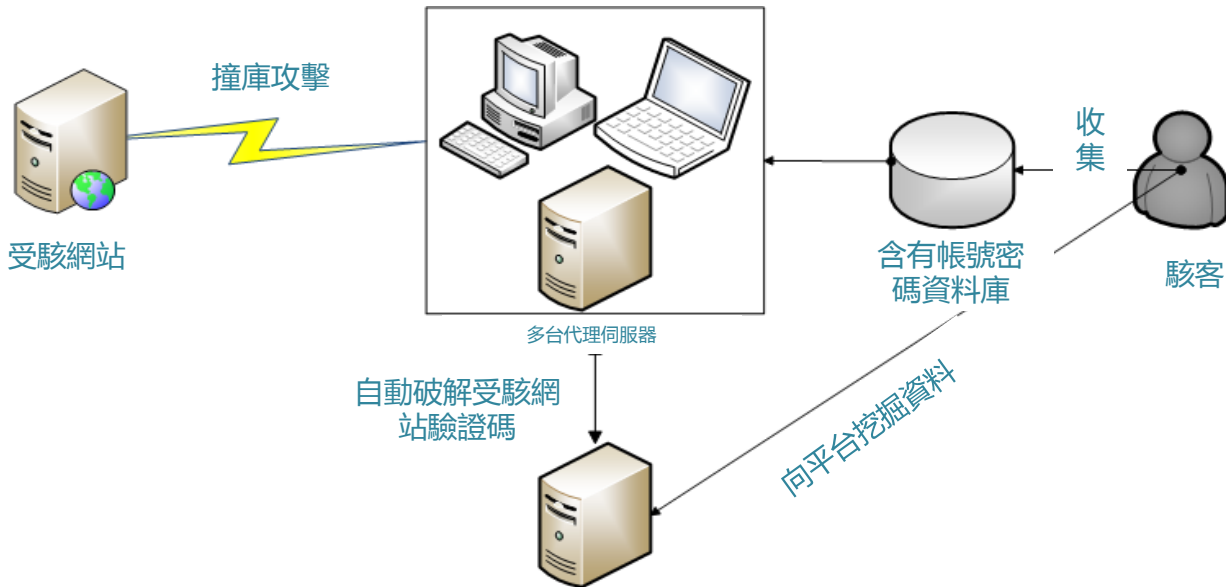 撞庫攻擊
收
集
受駭網站
含有帳號密
碼資料庫
駭客
多台代理伺服器
自動破解受駭網
站驗證碼
向平台挖掘資料